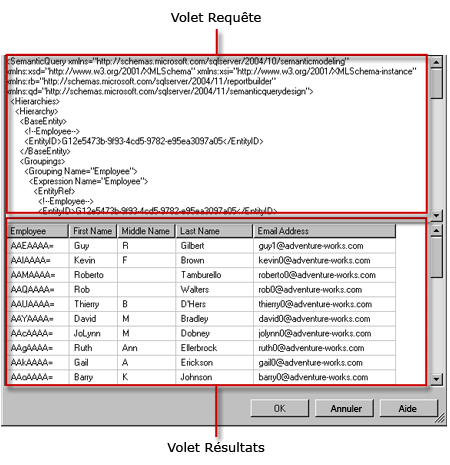 Volet Requête
<SemanticQuery xmlns="http://schemas.microsoft.com/sqlserver/2004/10/semanticmodeling"
xmlns:xsd="http://www.w3.org/2001/XMLSchema" xmlns:xsi="http://www.w3.org/2001/XMLSchema-instance"
xmlns:rb="http://schemas.microsoft.com/sqlserver/2004/11/reportbuilder"
xmlns:qd="http://schemas.microsoft.com/sqlserver/2004/11/semanticquerydesign">
<Hierarchies>
<Hierarchy>
<BaseEntity>
<!--Employee-->
<EntityID>G12e5473b-9f93-4cd5-9782-e95ea3097a05</EntityID>
</BaseEntity>
<Groupings>
<Grouping Name="Employee">
<Expression Name="Employee">
<EntityRef>
<!--Employee-->
<EntityID>G12e5473b-9f93-4cd5-9782-e95ea3097a05</EntityID>
Employee First Name Middle Name Last Name Email Address
AAEAAAA= Guy R Gilbert guy1@adventure-works.com
AAIAAAA= Kevin F Brown kevin0@adventure-works.com
AAMAAAA= Roberto Tamburello roberto0@adventure-works.com
AAQAAAA= Rob Walters rob0@adventure-works.com
AAUAAAA= Thierry B D'Hers thierry0@adventure-works.com
AAYAAAA= David M Bradley david0@adventure-works.com
AAcAAAA= JoLynn M Dobney jolynn0@adventure-works.com
AAgAAAA= Ruth Ann Ellerbrock ruth0@adventure-works.com
AAkAAAA= Gail A Erickson gail0@adventure-works.com
AAoAAAA= Barry K Johnson barry0@adventure-works.com
OK Annuler Aide
Volet Résultats